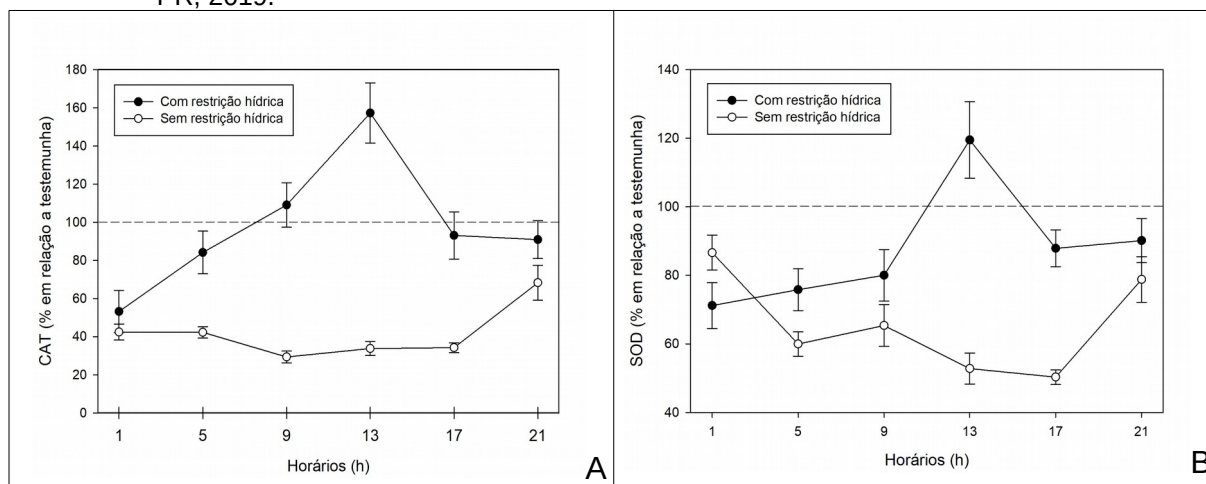 PR, 2019.
CAT (% em relação a testemunha)
180
160
140
120
100
80
60
40
20
0
Com restrição hídrica
Sem restrição hídrica
1 5 9 13 17 21
Horários (h)
A
SOD (% em relação a testemunha)
140
120
100
80
60
40
Com restrição hídrica
Sem restrição hídrica
1 5 9 13 17 21
Horários (h)
B